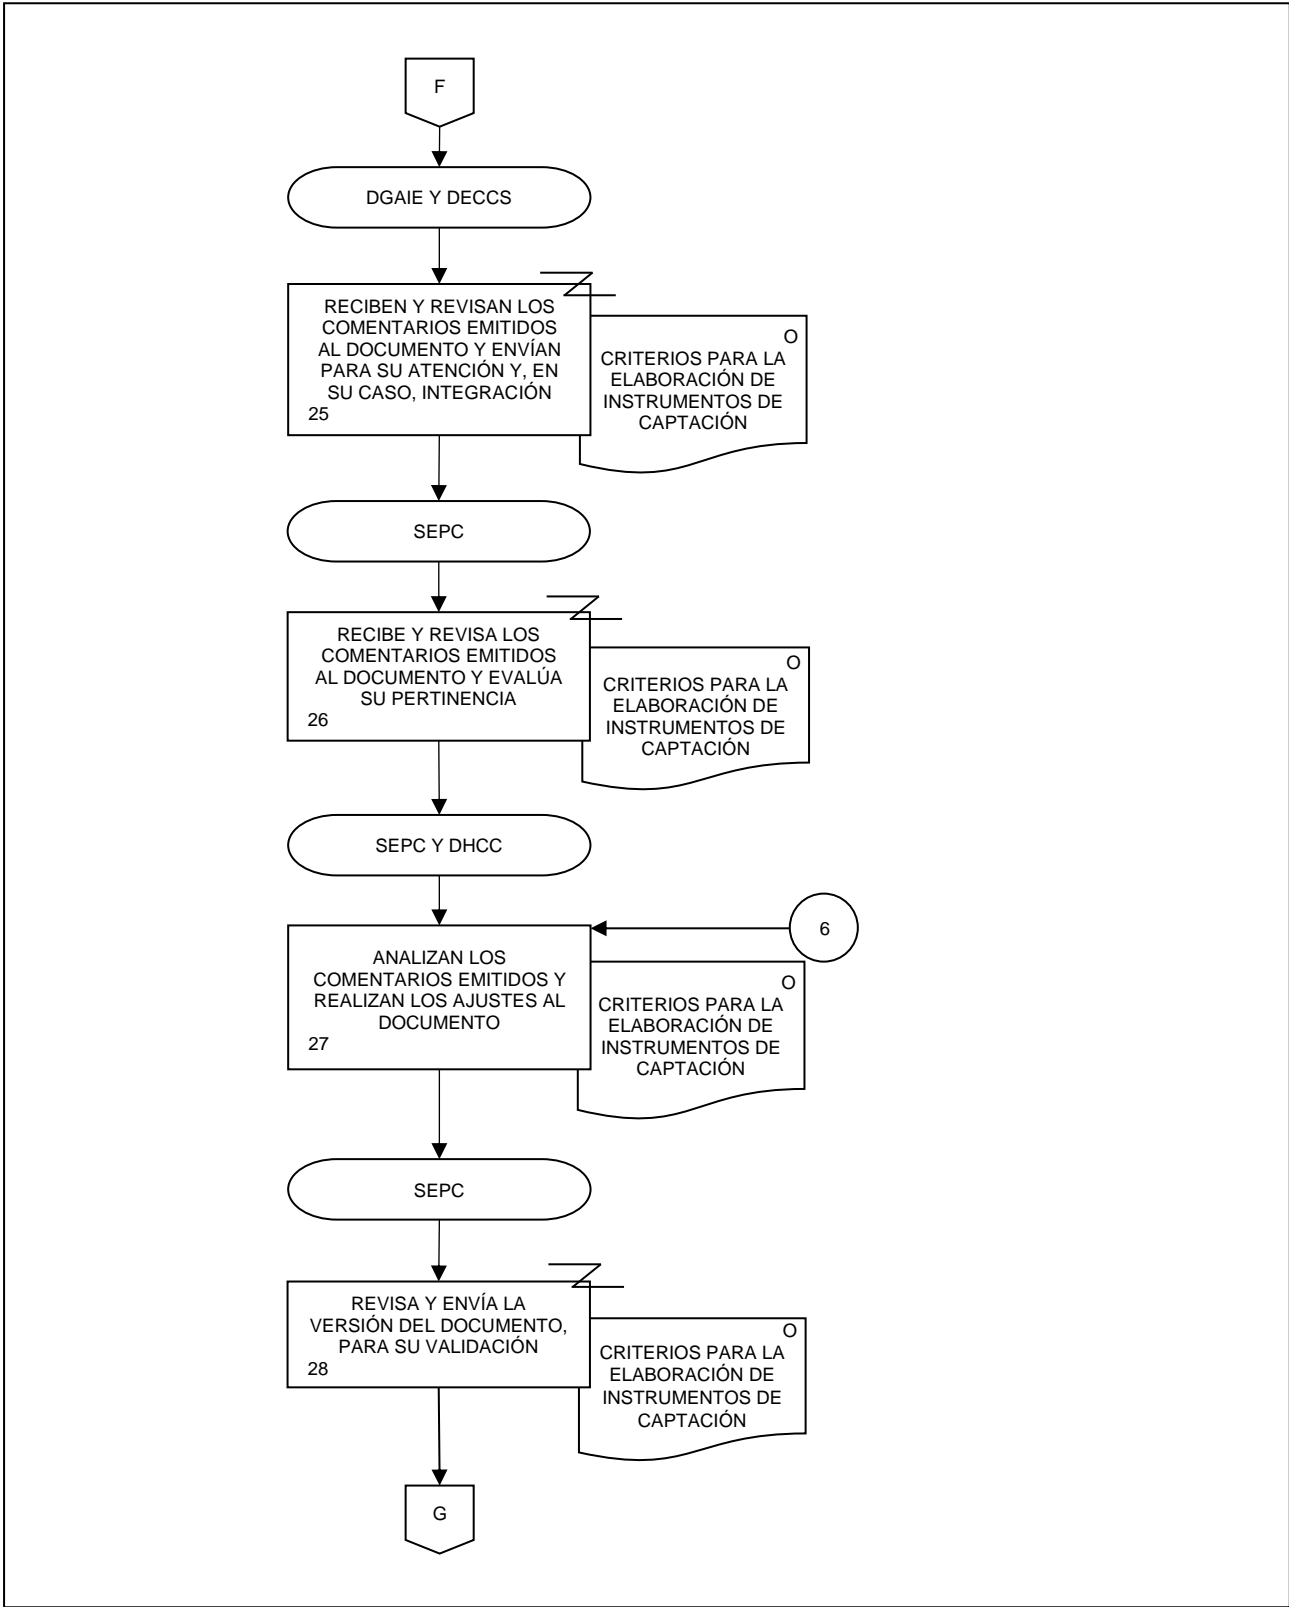 F
DGAIE Y DECCS
RECIBEN Y REVISAN LOS
COMENTARIOS EMITIDOS
AL DOCUMENTO Y ENVÍAN
PARA SU ATENCIÓN Y, EN
SU CASO, INTEGRACIÓN
25
O
CRITERIOS PARA LA
ELABORACIÓN DE
INSTRUMENTOS DE
CAPTACIÓN
SEPC
RECIBE Y REVISA LOS
COMENTARIOS EMITIDOS
AL DOCUMENTO Y EVALÚA
SU PERTINENCIA
26
O
CRITERIOS PARA LA
ELABORACIÓN DE
INSTRUMENTOS DE
CAPTACIÓN
SEPC Y DHCC
6
ANALIZAN LOS
COMENTARIOS EMITIDOS Y
REALIZAN LOS AJUSTES AL
DOCUMENTO
27
O
CRITERIOS PARA LA
ELABORACIÓN DE
INSTRUMENTOS DE
CAPTACIÓN
SEPC
REVISA Y ENVÍA LA
VERSIÓN DEL DOCUMENTO,
PARA SU VALIDACIÓN
28
O
CRITERIOS PARA LA
ELABORACIÓN DE
INSTRUMENTOS DE
CAPTACIÓN
G